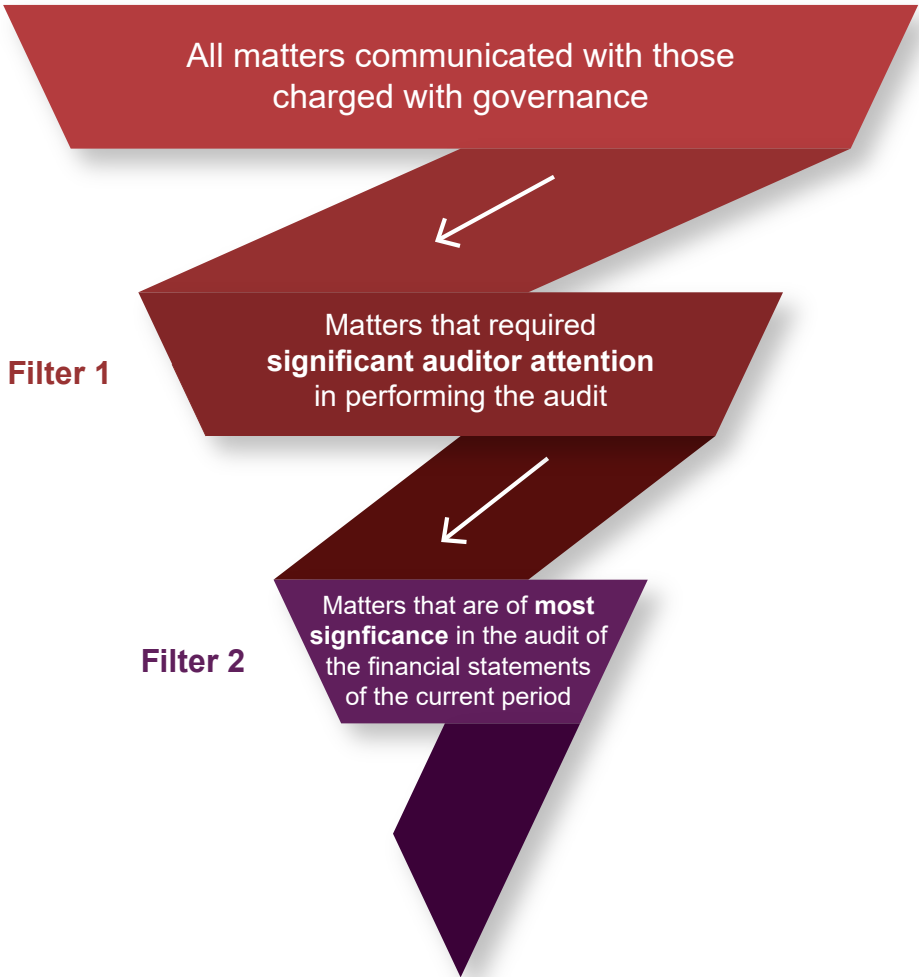 All matters communicated with those
charged with governance
Matters that required
significant auditor attention
in performing the audit
Filter 1
Matters that are of most
signficance in the audit of
the financial statements
of the current period
Filter 2